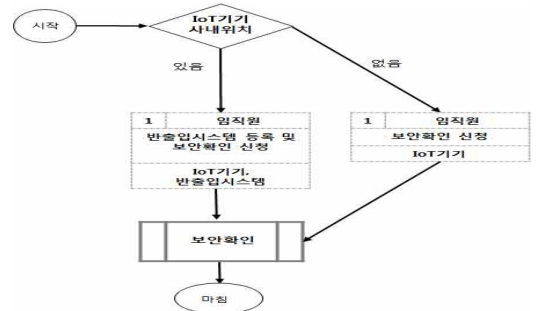 시작
IoT기기
사내위치
있음
없음
1 임직원
반출입시스템 등록 및
보안확인 신청
IoT기기,
반출입시스템
1 임직원
보안확인 신청
IoT기기
보안확인
마침